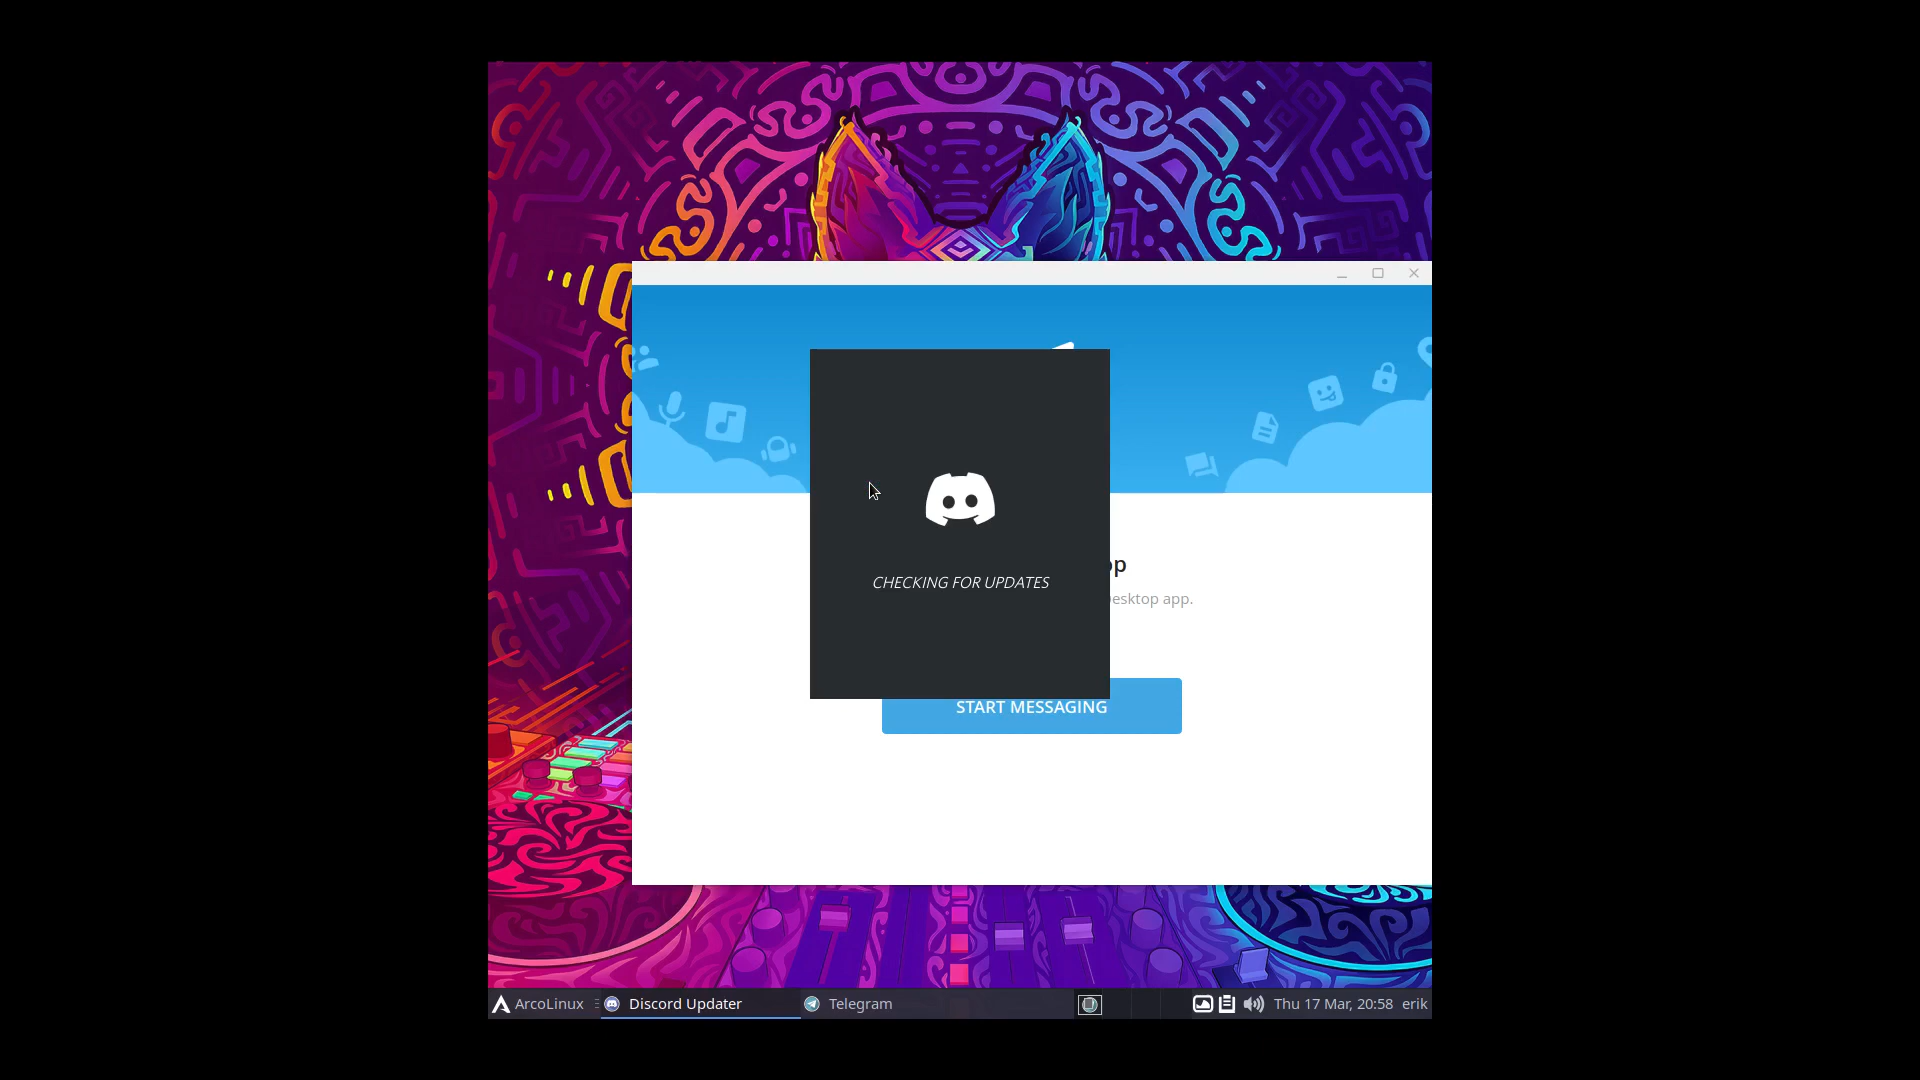 CHECKING FOR UPDATES
esktop app.
START MESSAGING
ArcoLinux
Discord Updater
Telegram
Thu 17 Mar, 20:58
erik